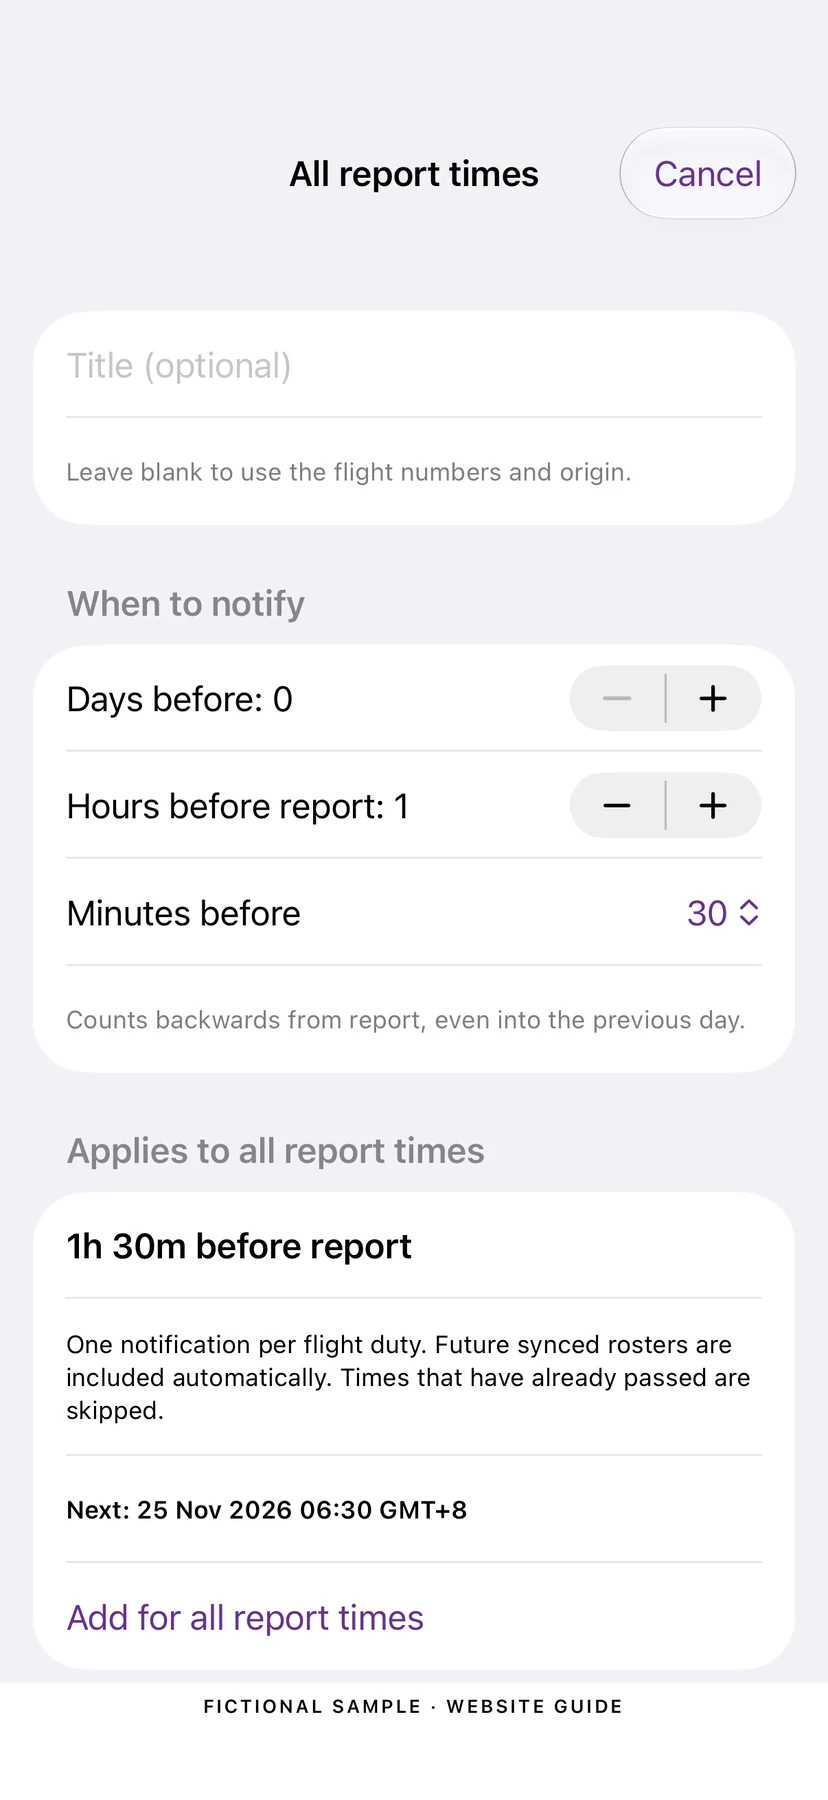 All report times
Cancel
Title (optional)
Leave blank to use the flight numbers and origin.
When to notify
Days before: 0
Hours before report: 1
Minutes before
30
Counts backwards from report, even into the previous day.
Applies to all report times
1h 30m before report
One notification per flight duty. Future synced rosters are
included automatically. Times that have already passed are
skipped.
Next: 25 Nov 2026 06:30 GMT+8
Add for all report times
FICTIONAL SAMPLE · WEBSITE GUIDE